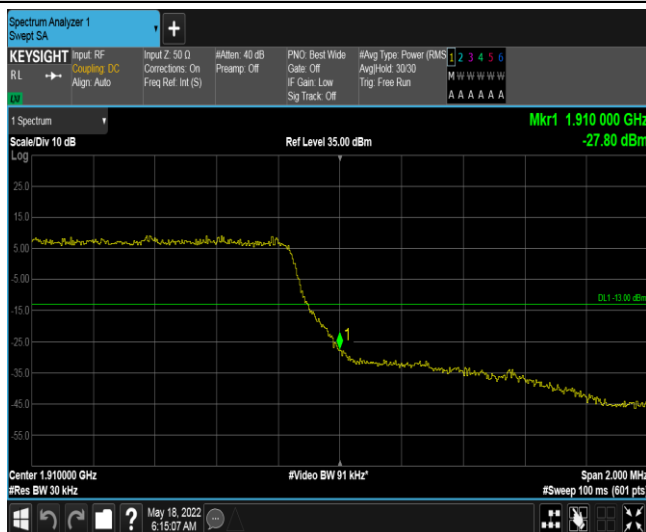 Spectrum Analyzer 1
Swept SA
+
KEYSIGHT
RL
LXI
Input: RF
Coupling: DC
Align: Auto
Input Z: 50 Ω
Corrections: On
Freq Ref: Int (S)
#Atten: 40 dB
Preamp: Off
PNO: Best Wide
Gate: Off
IF Gain: Low
Sig Track: Off
#Avg Type: Power (RMS
Avg|Hold: 30/30
Trig: Free Run
1 2 3 4 5 6
M W W W W W
A A A A A A
1 Spectrum
Mkr1 1.910 000 GHz
Scale/Div 10 dB
Ref Level 35.00 dBm
-27.80 dBm
Log
25.0
15.0
5.00
-5.00
DL1 -13.00 dBm
-15.0
1
-25.0
-35.0
-45.0
-55.0
Center 1.910000 GHz
#Video BW 91 kHz*
Span 2.000 MHz
#Res BW 30 kHz
#Sweep 100 ms (601 pts)
?
May 18, 2022
6:15:07 AM